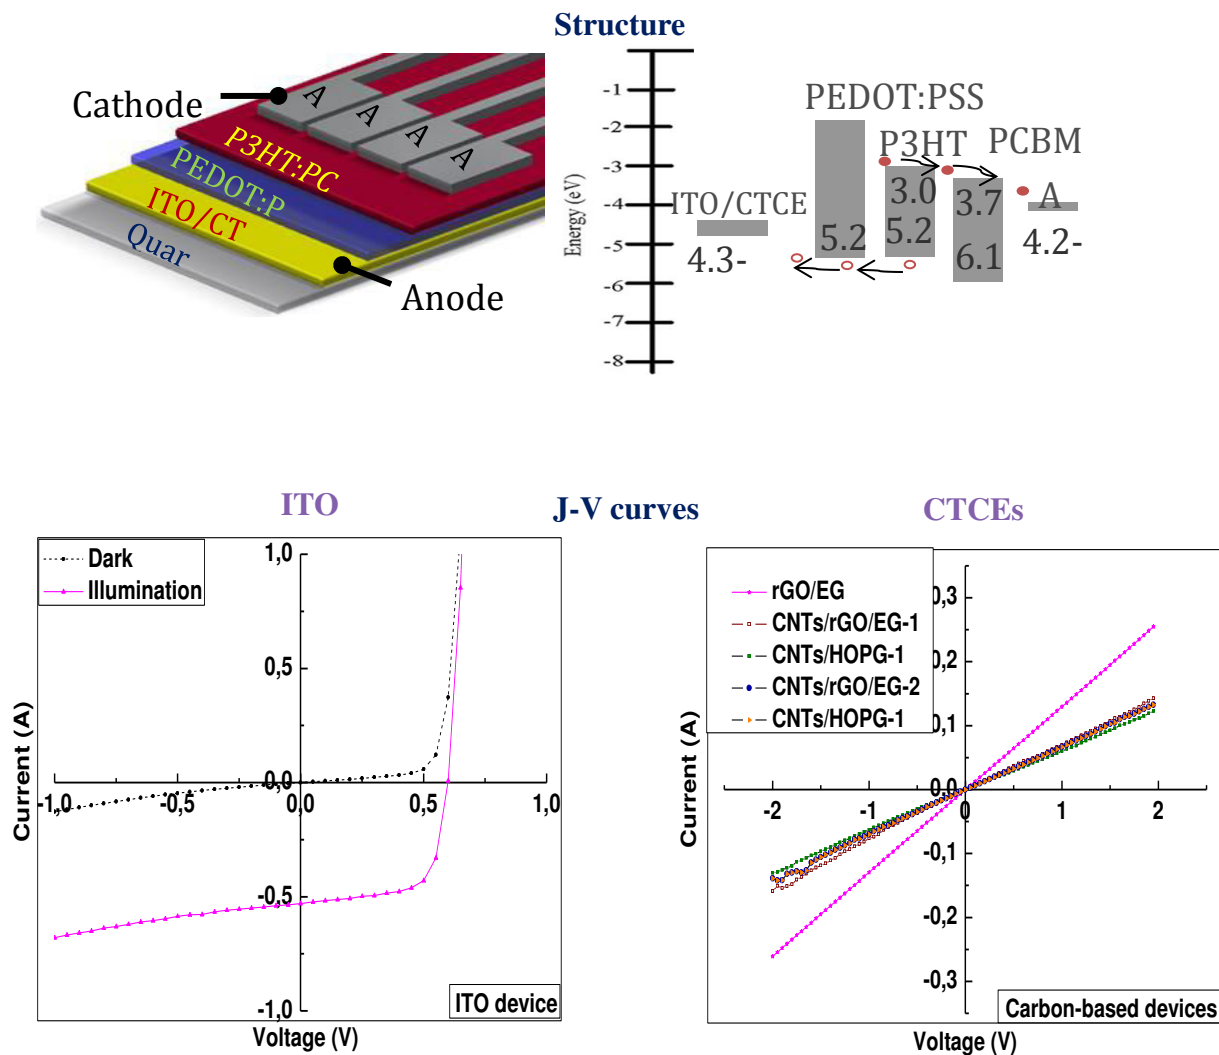 Structure
Cathode
A
A
A
A
P3HT:PC
PEDOT:P
ITO/CT
Quar
Anode
Energy (eV)
-1
-2
-3
-4
-5
-6
-7
-8
PEDOT:PSS
P3HT
PCBM
ITO/CTCE
A
3.0
3.7
5.2
5.2
6.1
4.3-
4.2-
ITO
J-V curves
CTCEs
Dark
Illumination
1,0
0,5
0,0
-1,0
-0,5
0,5
1,0
-0,5
-1,0
Current (A)
Voltage (V)
ITO device
rGO/EG
CNTs/rGO/EG-1
CNTs/HOPG-1
CNTs/rGO/EG-2
CNTs/HOPG-1
0,3
0,2
0,1
0,0
-2
-1
0
1
2
-0,1
-0,2
-0,3
Current (A)
Voltage (V)
Carbon-based devices